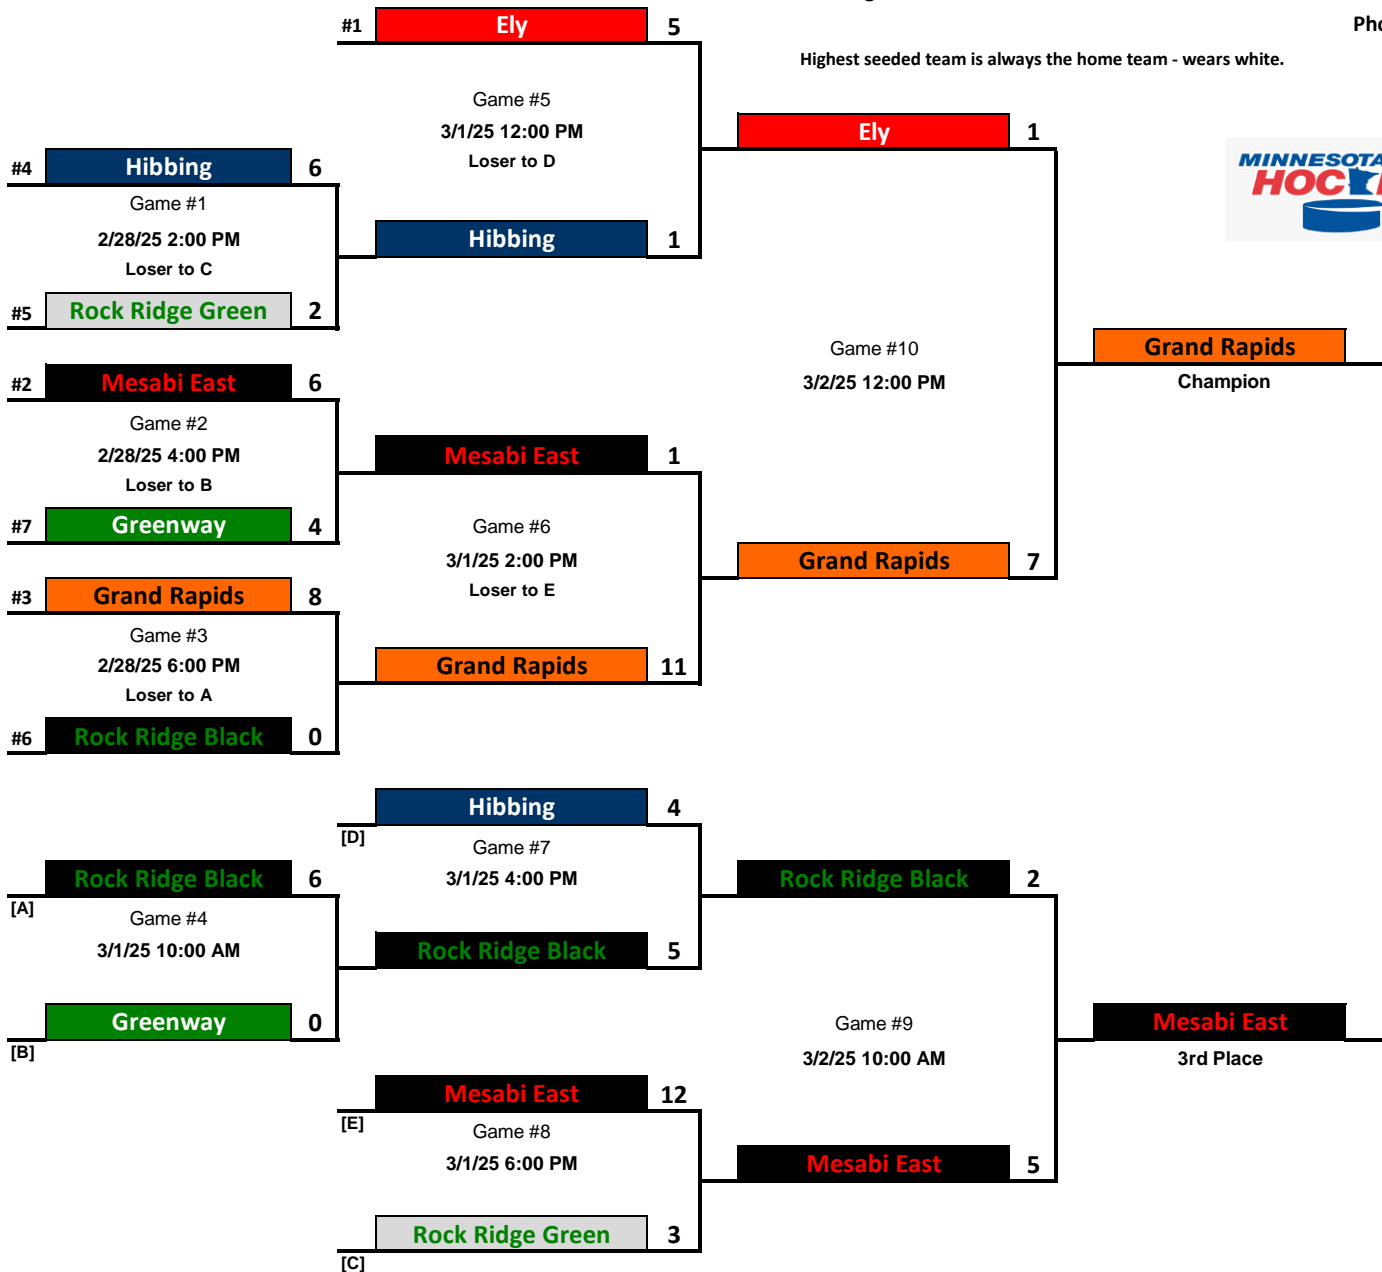 #1 Ely 5
Pho
Highest seeded team is always the home team - wears white.
Game #5
3/1/25 12:00 PM
Loser to D
Ely 1
#4 Hibbing 6
MINNESOTA
HOCKE
Game #1
2/28/25 2:00 PM
Loser to C
Hibbing 1
#5 Rock Ridge Green 2
Game #10
3/2/25 12:00 PM
Grand Rapids
Champion
#2 Mesabi East 6
Game #2
2/28/25 4:00 PM
Loser to B
Mesabi East 1
#7 Greenway 4
Game #6
3/1/25 2:00 PM
Loser to E
Grand Rapids 7
#3 Grand Rapids 8
Game #3
2/28/25 6:00 PM
Loser to A
Grand Rapids 11
#6 Rock Ridge Black 0
Hibbing 4
[D]
Game #7
3/1/25 4:00 PM
Rock Ridge Black 6
[A]
Rock Ridge Black 2
Game #4
3/1/25 10:00 AM
Rock Ridge Black 5
Greenway 0
[B]
Game #9
3/2/25 10:00 AM
Mesabi East
3rd Place
Mesabi East 12
[E]
Game #8
3/1/25 6:00 PM
Mesabi East 5
Rock Ridge Green 3
[C]